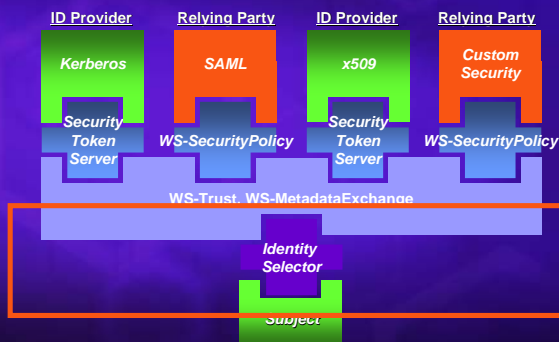 ID Provider
Relying Party
ID Provider
Relying Party
Kerberos
SAML
x509
Custom
Security
Security
Token
Server
WS-SecurityPolicy
Security
Token
Server
WS-SecurityPolicy
WS-Trust, WS-MetadataExchange
Identity
Selector
Subject